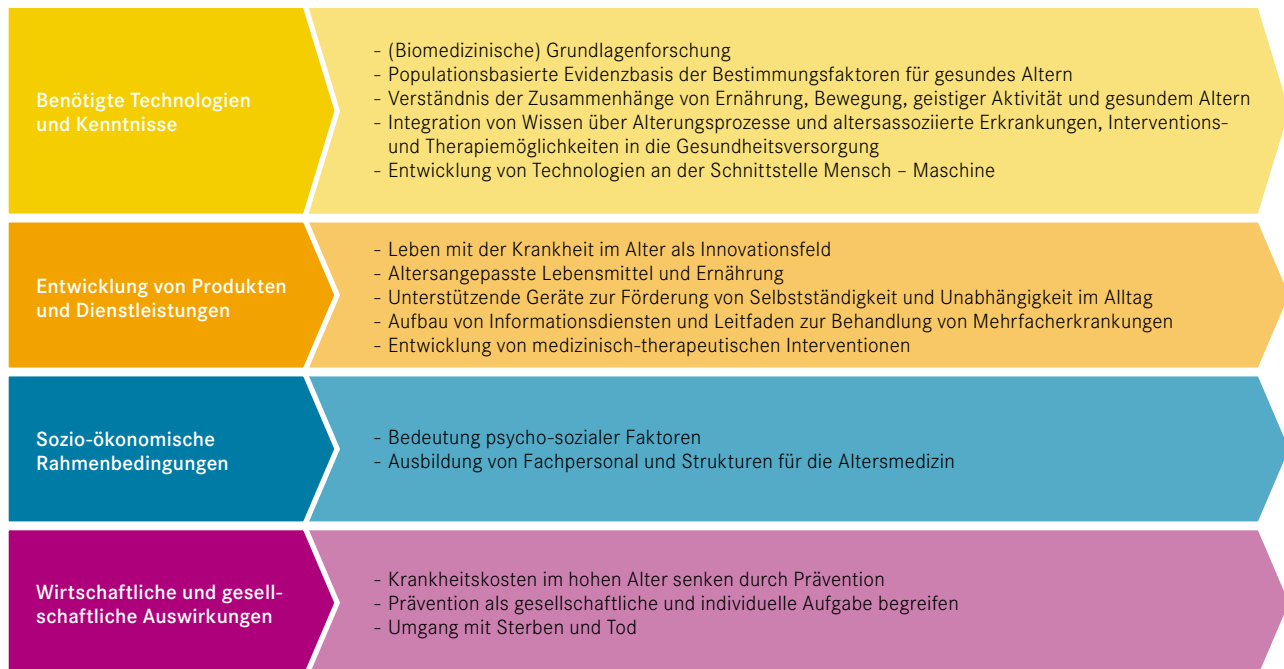 Benötigte Technologien
und Kenntnisse
- (Biomedizinische) Grundlagenforschung
- Populationsbasierte Evidenzbasis der Bestimmungsfaktoren für gesundes Altern
- Verständnis der Zusammenhänge von Ernährung, Bewegung, geistiger Aktivität und gesundem Altern
- Integration von Wissen über Alterungsprozesse und altersassoziierte Erkrankungen, Interventions-
und Therapiemöglichkeiten in die Gesundheitsversorgung
- Entwicklung von Technologien an der Schnittstelle Mensch – Maschine
Entwicklung von Produkten
und Dienstleistungen
- Leben mit der Krankheit im Alter als Innovationsfeld
- Altersangepasste Lebensmittel und Ernährung
- Unterstützende Geräte zur Förderung von Selbstständigkeit und Unabhängigkeit im Alltag
- Aufbau von Informationsdiensten und Leitfaden zur Behandlung von Mehrfacherkrankungen
- Entwicklung von medizinisch-therapeutischen Interventionen
Sozio-ökonomische
Rahmenbedingungen
- Bedeutung psycho-sozialer Faktoren
- Ausbildung von Fachpersonal und Strukturen für die Altersmedizin
Wirtschaftliche und gesell-
schaftliche Auswirkungen
- Krankheitskosten im hohen Alter senken durch Prävention
- Prävention als gesellschaftliche und individuelle Aufgabe begreifen
- Umgang mit Sterben und Tod